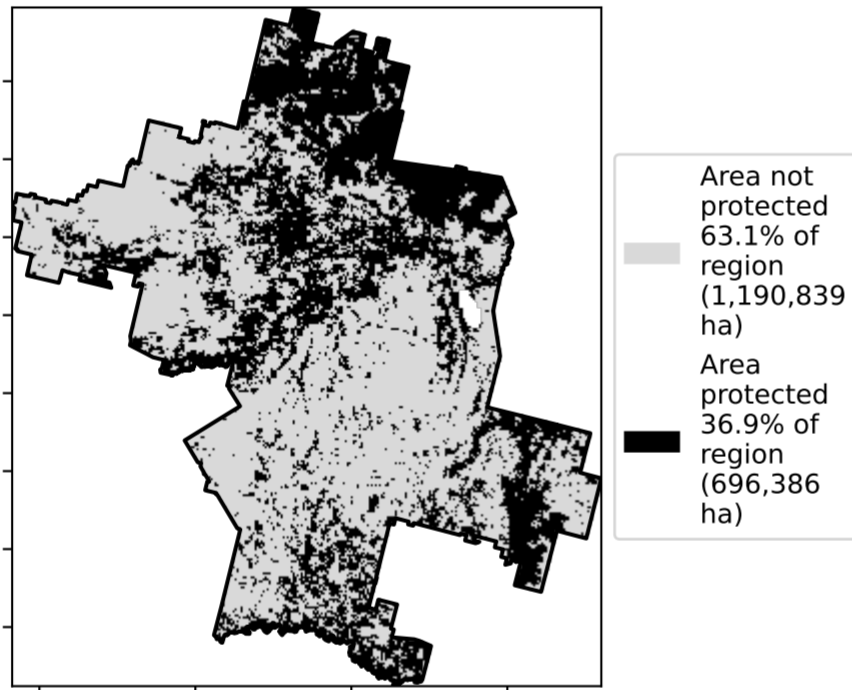 Area not
protected
63.1% of
region
(1,190,839
ha)
Area
protected
36.9% of
region
(696,386
ha)